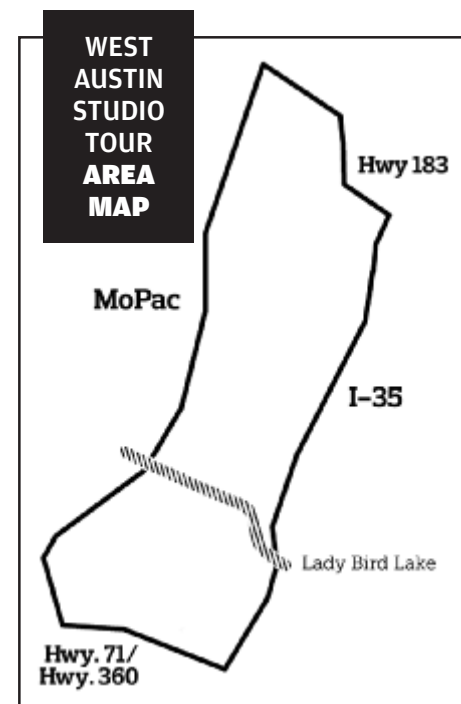 WEST
AUSTIN
STUDIO
TOUR
AREA
MAP
Hwy 183
MoPac
I-35
Lady Bird Lake
Hwy. 71/
Hwy. 360